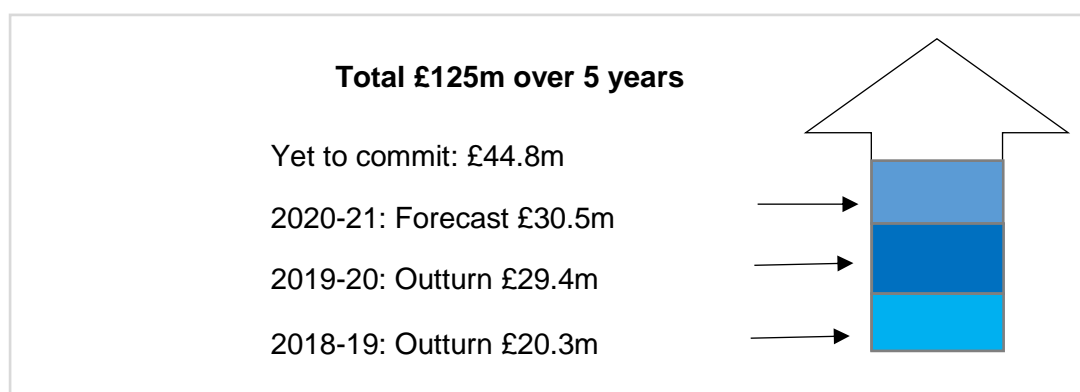 Total £125m over 5 years
Yet to commit: £44.8m
2020-21: Forecast £30.5m
2019-20: Outturn £29.4m
2018-19: Outturn £20.3m